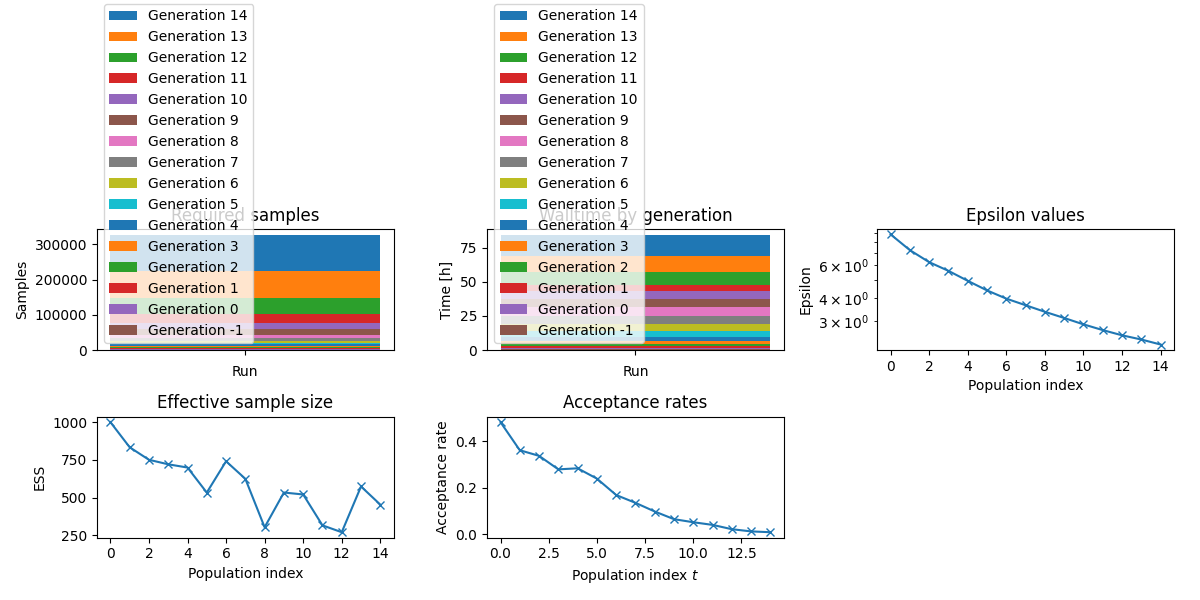 Generation 14
Generation 13
Generation 12
Generation 11
Generation 10
Generation 9
Generation 8
Generation 7
Generation 6
Generation 5
Generation 4
Generation 3
Generation 2
Generation 1
Generation 0
Generation -1
Required samples
Samples
300000
200000
100000
0
Run
Generation 14
Generation 13
Generation 12
Generation 11
Generation 10
Generation 9
Generation 8
Generation 7
Generation 6
Generation 5
Generation 4
Generation 3
Generation 2
Generation 1
Generation 0
Generation -1
Walltime by generation
Time [h]
75
50
25
0
Run
Epsilon values
Epsilon
6 × 10⁰
4 × 10⁰
3 × 10⁰
0 2 4 6 8 10 12 14
Population index
Effective sample size
ESS
1000
750
500
250
0 2 4 6 8 10 12 14
Population index
Acceptance rates
Acceptance rate
0.4
0.2
0.0
0.0 2.5 5.0 7.5 10.0 12.5
Population index t